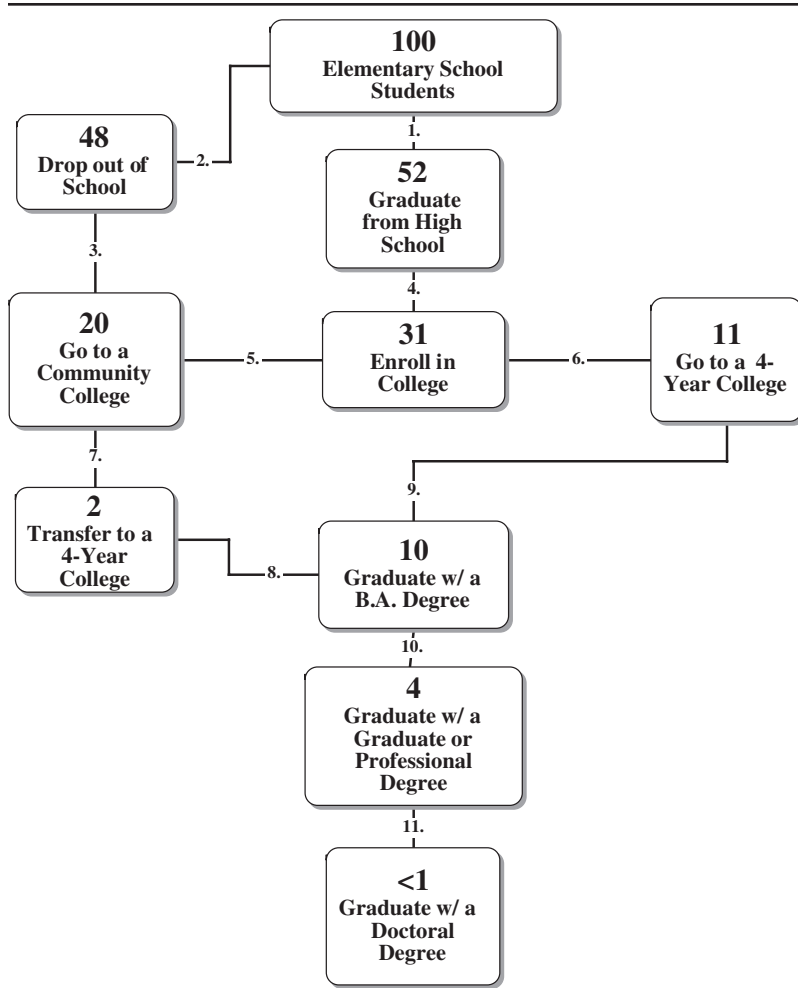 100
Elementary School
Students
1.
48
Drop out of
School
2.
52
Graduate
from High
School
3.
4.
20
Go to a
Community
College
5.
31
Enroll in
College
6.
11
Go to a 4-
Year College
7.
9.
2
Transfer to a
4-Year
College
8.
10
Graduate w/ a
B.A. Degree
10.
4
Graduate w/ a
Graduate or
Professional
Degree
11.
<1
Graduate w/ a
Doctoral
Degree